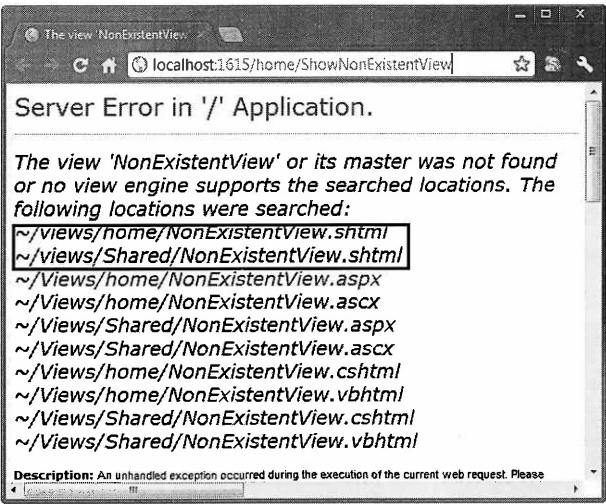 The view 'NonExistentView'
localhost:1615/home/ShowNonExistentView
Server Error in '/' Application.
The view 'NonExistentView' or its master was not found
or no view engine supports the searched locations. The
following locations were searched:
~/views/home/NonExistentView.shtml
~/views/Shared/NonExistentView.shtml
~/Views/home/NonExistentView.aspx
~/Views/home/NonExistentView.ascx
~/Views/Shared/NonExistentView.aspx
~/Views/Shared/NonExistentView.ascx
~/Views/home/NonExistentView.cshtml
~/Views/home/NonExistentView.vbhtml
~/Views/Shared/NonExistentView.cshtml
~/Views/Shared/NonExistentView.vbhtml
Description: An unhandled exception occurred during the execution of the current web request. Please